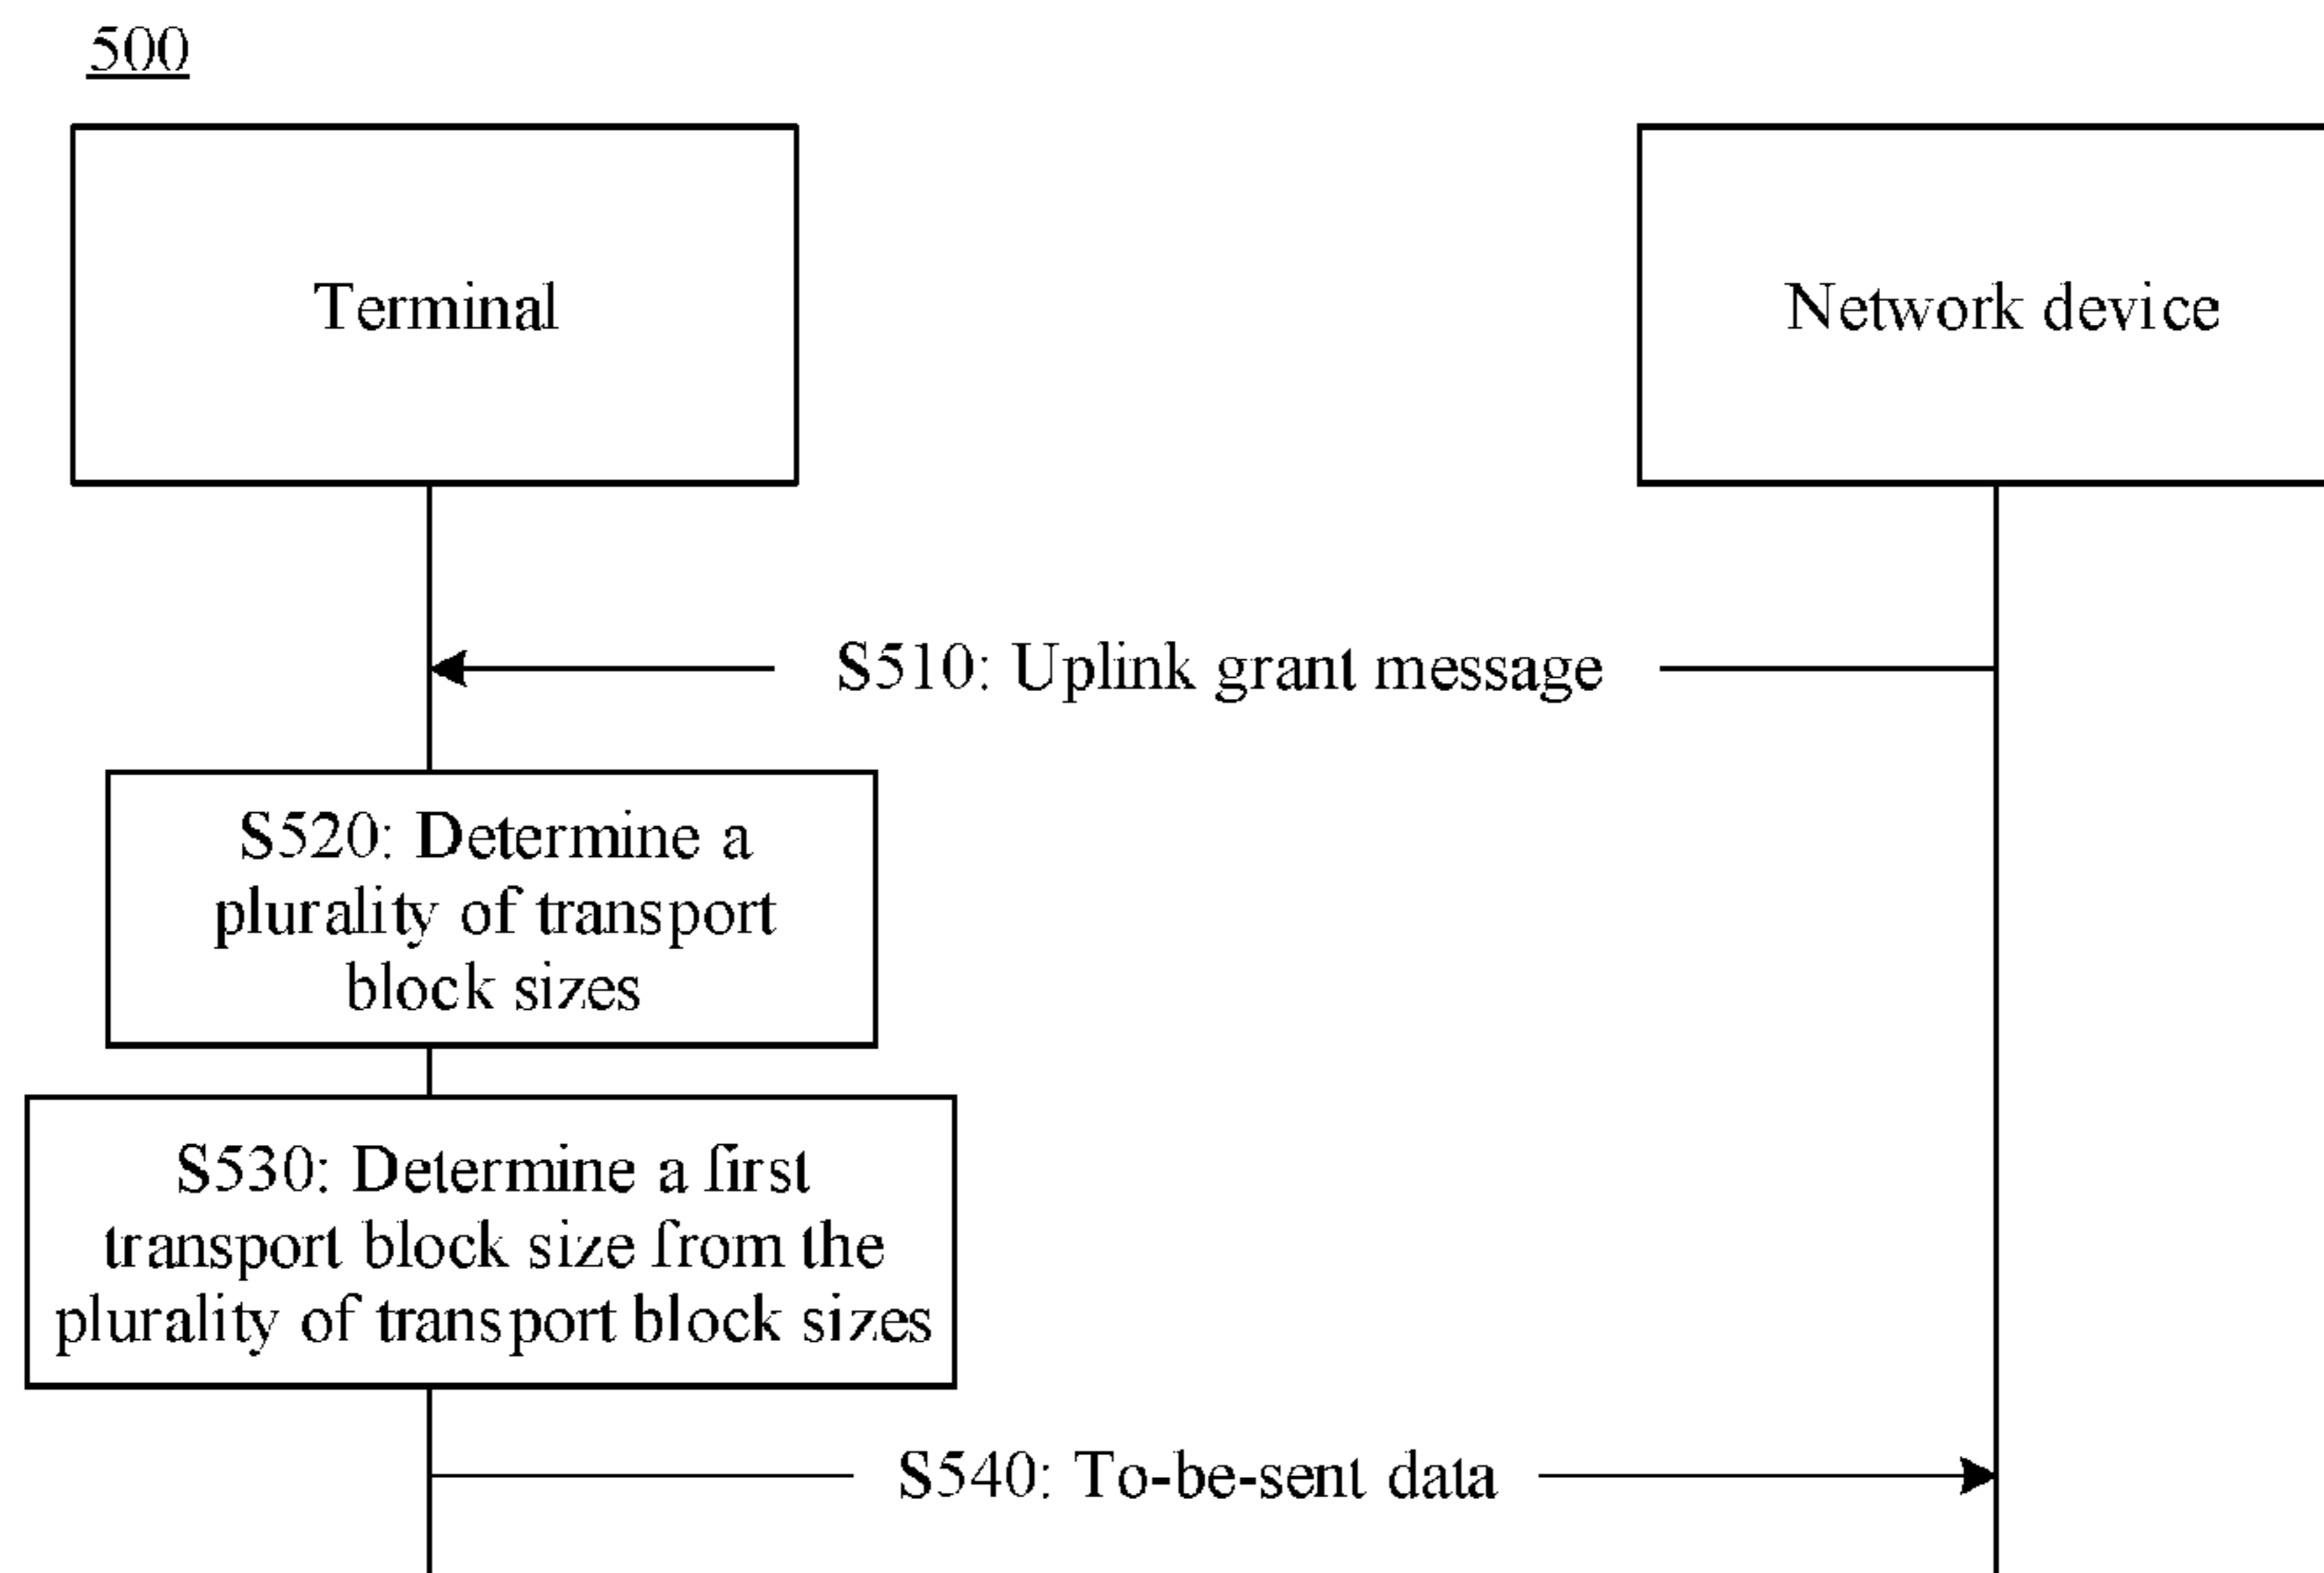 500
Terminal
Network device
S510: Uplink grant message
S520: Determine a
plurality of transport
block sizes
S530: Determine a first
transport block size from the
plurality of transport block sizes
S540: To-be-sent data